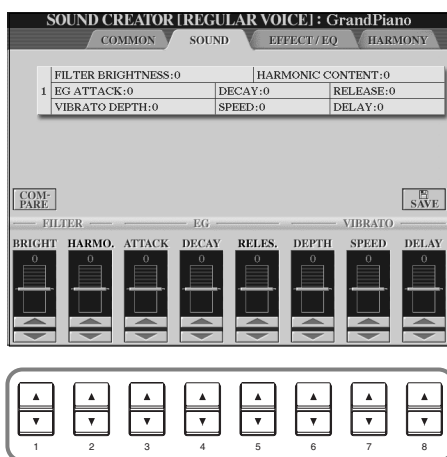 SOUND CREATOR [REGULAR VOICE] : GrandPiano
COMMON SOUND EFFECT / EQ HARMONY
FILTER BRIGHTNESS:0 HARMONIC CONTENT:0
1 EG ATTACK:0 DECAY:0 RELEASE:0
VIBRATO DEPTH:0 SPEED:0 DELAY:0
COM-
PARE
SAVE
FILTER EG VIBRATO
BRIGHT HARMO. ATTACK DECAY RELES. DEPTH SPEED DELAY
0 0 0 0 0 0 0 0
1 2 3 4 5 6 7 8